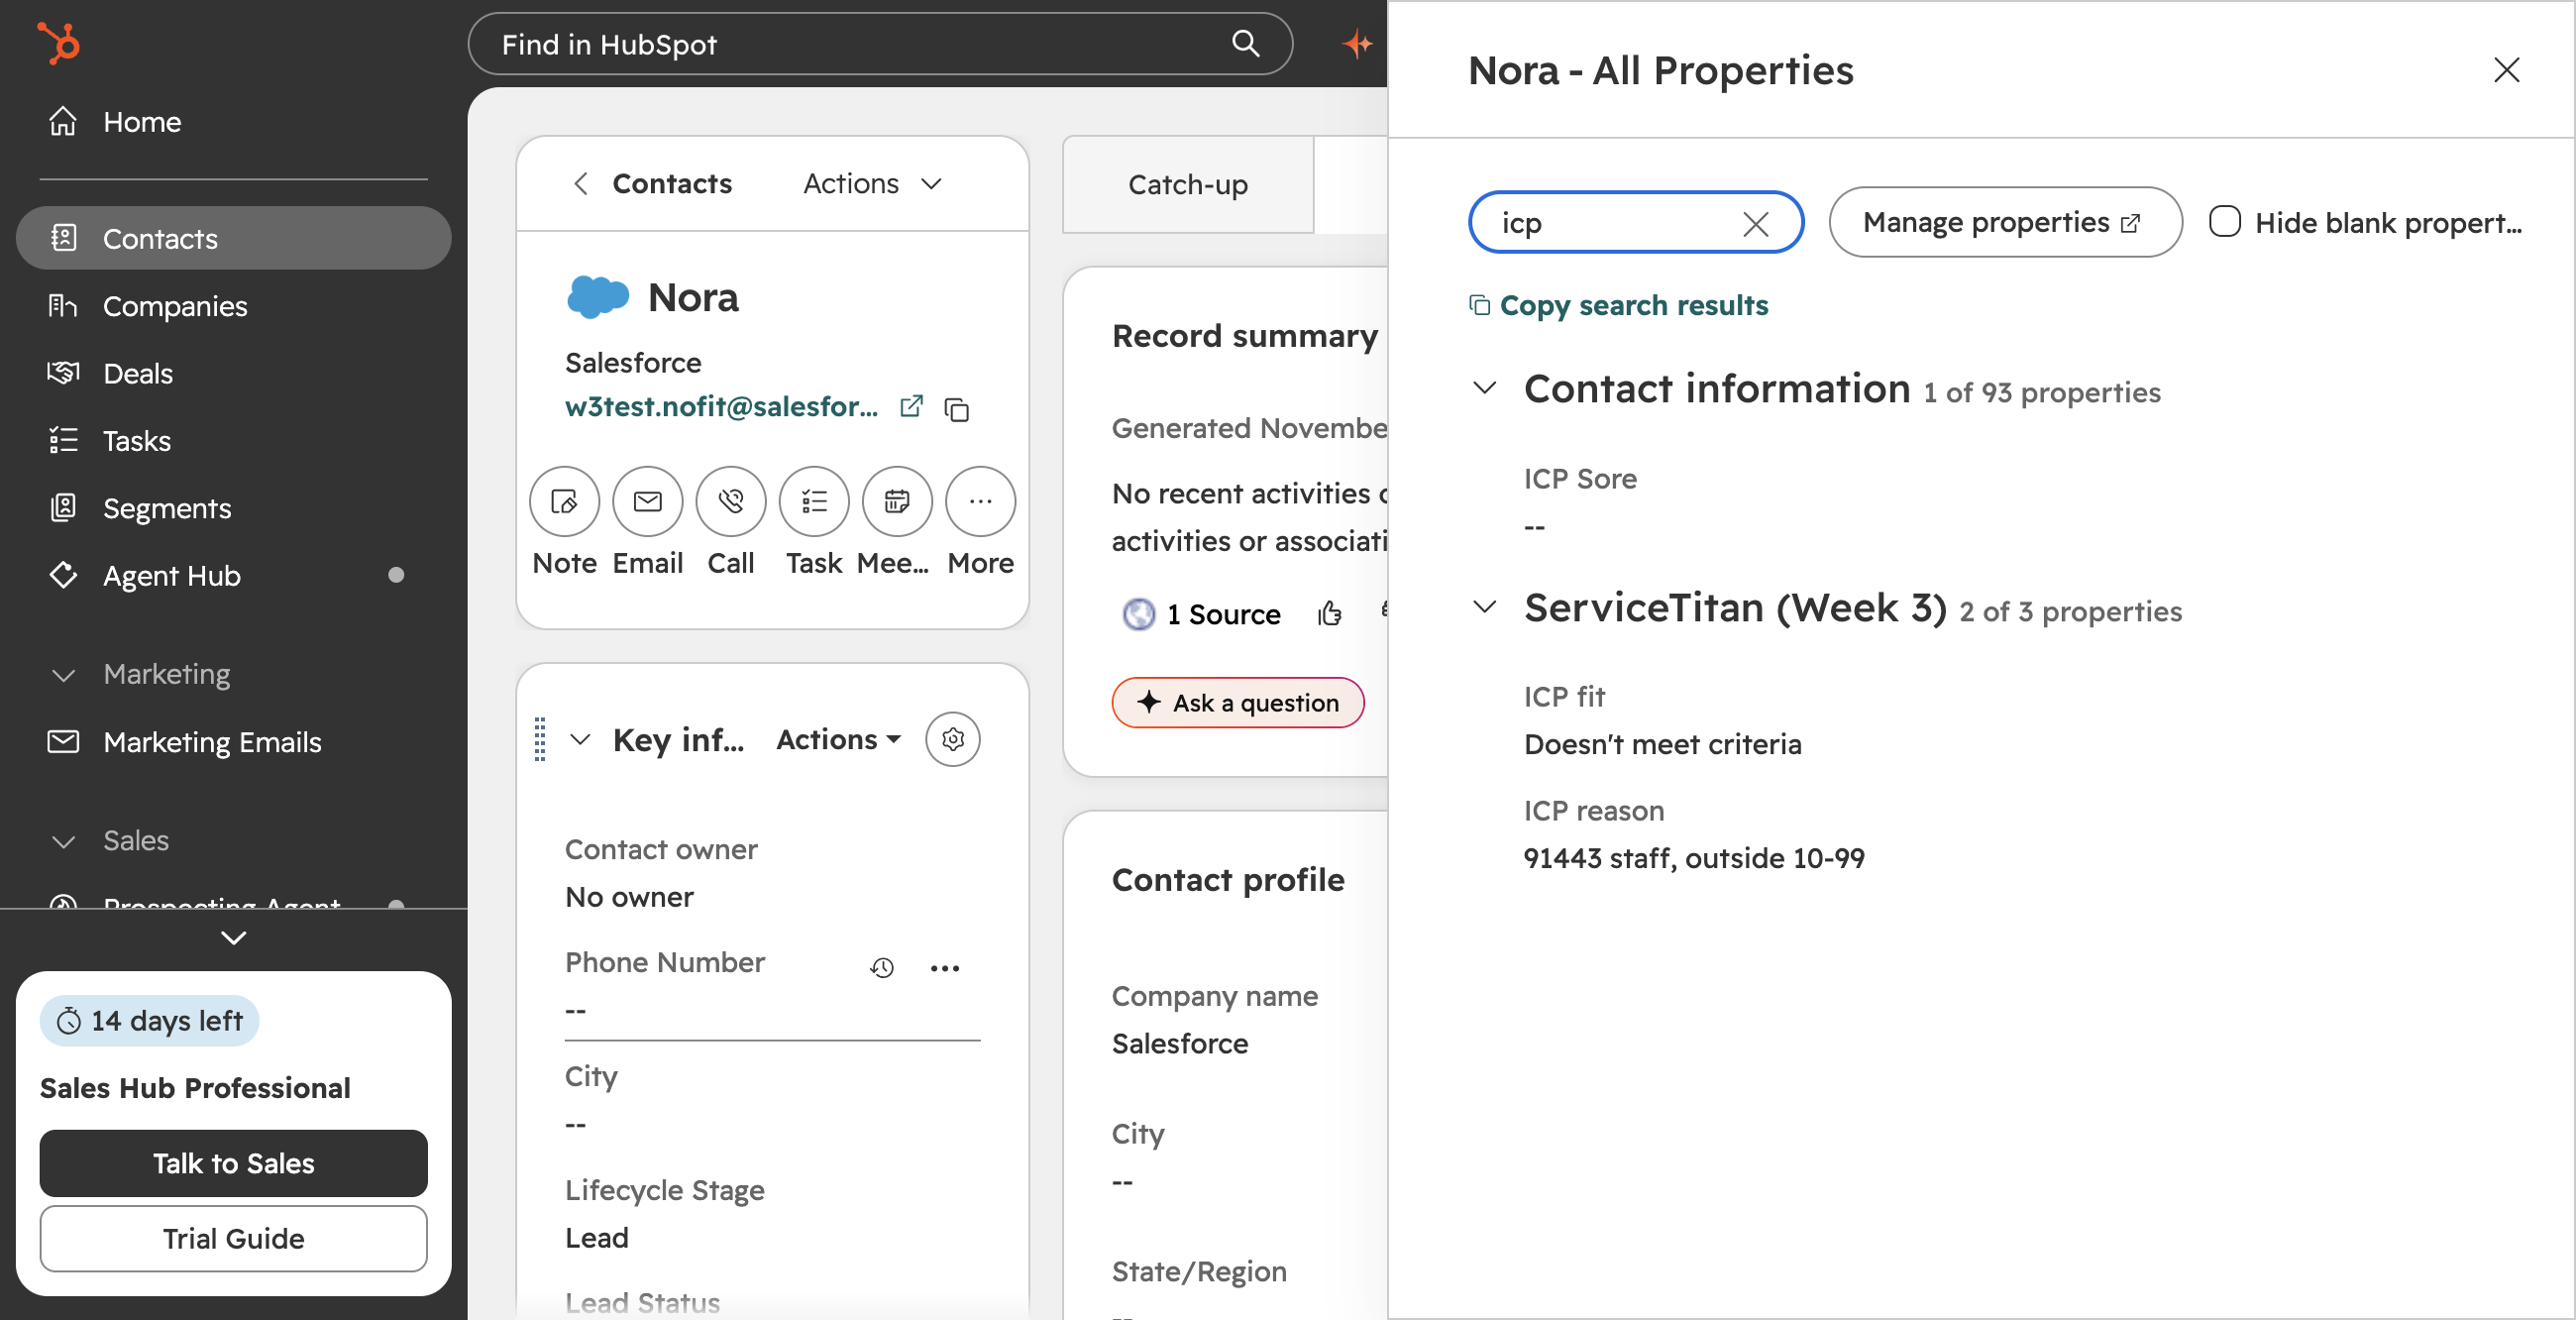 Find in HubSpot
Home
Contacts
Companies
Deals
Tasks
Segments
Agent Hub
Marketing
Marketing Emails
Sales
Prospecting Agent
14 days left
Sales Hub Professional
Talk to Sales
Trial Guide
Contacts
Actions
Nora
Salesforce
w3test.nofit@salesfor...
Note
Email
Call
Task
Mee...
More
Key inf...
Actions
Contact owner
No owner
Phone Number
--
City
--
Lifecycle Stage
Lead
Lead Status
Catch-up
Record summary
Generated Novembe
No recent activities
activities or associati
1 Source
Ask a question
Contact profile
Company name
Salesforce
City
--
State/Region
--
Nora - All Properties
icp
Manage properties
Hide blank propert...
Copy search results
Contact information 1 of 93 properties
ICP Sore
--
ServiceTitan (Week 3) 2 of 3 properties
ICP fit
Doesn't meet criteria
ICP reason
91443 staff, outside 10-99